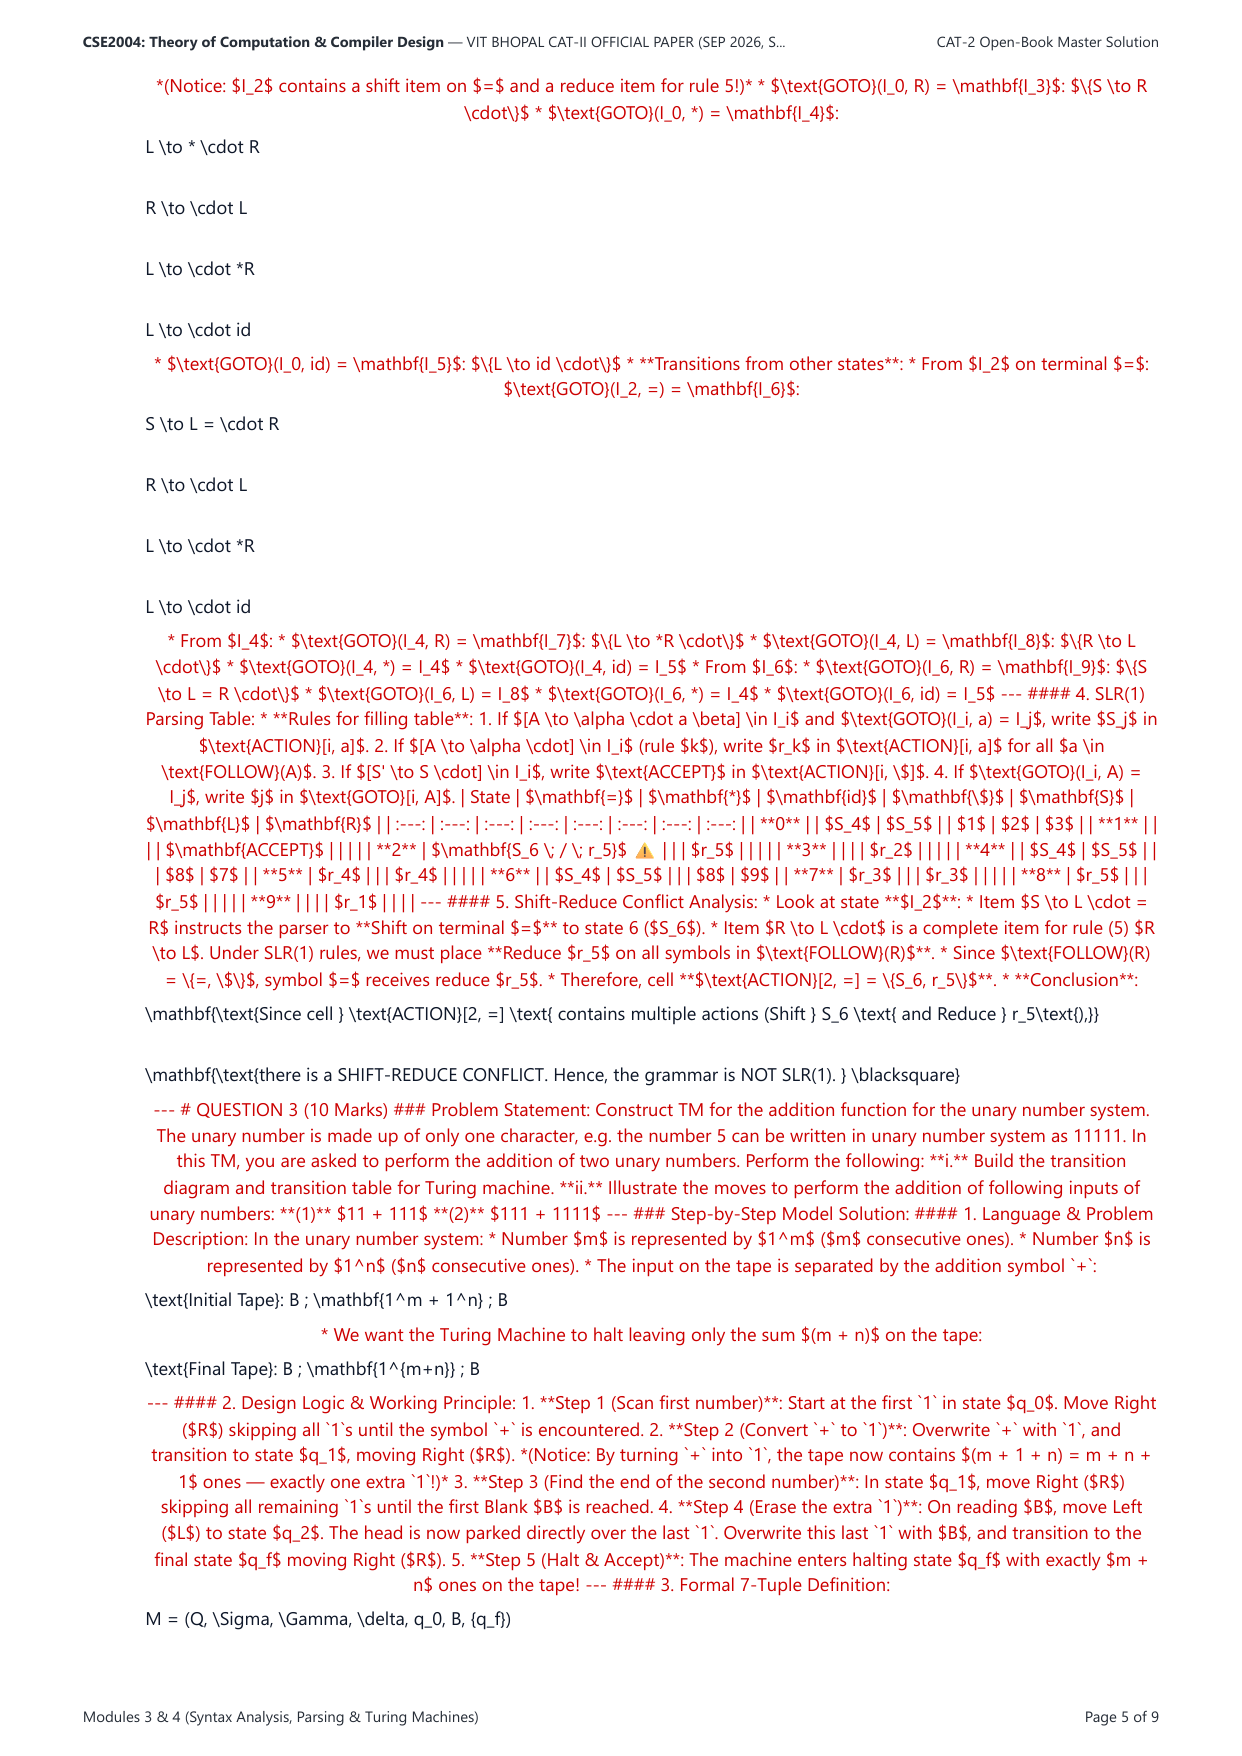 CSE2004: Theory of Computation & Compiler Design — VIT BHOPAL CAT-II OFFICIAL PAPER (SEP 2026, S... CAT-2 Open-Book Master Solution
*(Notice: $I_2$ contains a shift item on $=$ and a reduce item for rule 5!)* * $\text{GOTO}(I_0, R) = \mathbf{I_3}$: $\{S \to R
\cdot\}$ * $\text{GOTO}(I_0, *) = \mathbf{I_4}$:
L \to * \cdot R
R \to \cdot L
L \to \cdot *R
L \to \cdot id
* $\text{GOTO}(I_0, id) = \mathbf{I_5}$: $\{L \to id \cdot\}$ * **Transitions from other states**: * From $I_2$ on terminal $=$:
$\text{GOTO}(I_2, =) = \mathbf{I_6}$:
S \to L = \cdot R
R \to \cdot L
L \to \cdot *R
L \to \cdot id
* From $I_4$: * $\text{GOTO}(I_4, R) = \mathbf{I_7}$: $\{L \to *R \cdot\}$ * $\text{GOTO}(I_4, L) = \mathbf{I_8}$: $\{R \to L
\cdot\}$ * $\text{GOTO}(I_4, *) = I_4$ * $\text{GOTO}(I_4, id) = I_5$ * From $I_6$: * $\text{GOTO}(I_6, R) = \mathbf{I_9}$: $\{S
\to L = R \cdot\}$ * $\text{GOTO}(I_6, L) = I_8$ * $\text{GOTO}(I_6, *) = I_4$ * $\text{GOTO}(I_6, id) = I_5$ --- #### 4. SLR(1)
Parsing Table: * **Rules for filling table**: 1. If $[A \to \alpha \cdot a \beta] \in I_i$ and $\text{GOTO}(I_i, a) = I_j$, write $S_j$ in
$\text{ACTION}[i, a]$. 2. If $[A \to \alpha \cdot] \in I_i$ (rule $k$), write $r_k$ in $\text{ACTION}[i, a]$ for all $a \in
\text{FOLLOW}(A)$. 3. If $[S' \to S \cdot] \in I_i$, write $\text{ACCEPT}$ in $\text{ACTION}[i, \$]$. 4. If $\text{GOTO}(I_i, A) =
I_j$, write $j$ in $\text{GOTO}[i, A]$. | State | $\mathbf{=}$ | $\mathbf{*}$ | $\mathbf{id}$ | $\mathbf{\$}$ | $\mathbf{S}$ |
$\mathbf{L}$ | $\mathbf{R}$ | | :---: | :---: | :---: | :---: | :---: | :---: | :---: | :---: | | **0** | | $S_4$ | $S_5$ | | $1$ | $2$ | $3$ | | **1** | |
| | $\mathbf{ACCEPT}$ | | | | | **2** | $\mathbf{S_6 \; / \; r_5}$ ⚠️ | | | $r_5$ | | | | | **3** | | | | $r_2$ | | | | | **4** | | $S_4$ | $S_5$ | |
| $8$ | $7$ | | **5** | $r_4$ | | | $r_4$ | | | | | **6** | | $S_4$ | $S_5$ | | | $8$ | $9$ | | **7** | $r_3$ | | | $r_3$ | | | | | **8** | $r_5$ | | |
$r_5$ | | | | | **9** | | | | $r_1$ | | | | --- #### 5. Shift-Reduce Conflict Analysis: * Look at state **$I_2$**: * Item $S \to L \cdot =
R$ instructs the parser to **Shift on terminal $=$** to state 6 ($S_6$). * Item $R \to L \cdot$ is a complete item for rule (5) $R
\to L$. Under SLR(1) rules, we must place **Reduce $r_5$ on all symbols in $\text{FOLLOW}(R)$**. * Since $\text{FOLLOW}(R)
= \{=, \$\}$, symbol $=$ receives reduce $r_5$. * Therefore, cell **$\text{ACTION}[2, =] = \{S_6, r_5\}$**. * **Conclusion**:
\mathbf{\text{Since cell } \text{ACTION}[2, =] \text{ contains multiple actions (Shift } S_6 \text{ and Reduce } r_5\text{),}}
\mathbf{\text{there is a SHIFT-REDUCE CONFLICT. Hence, the grammar is NOT SLR(1). } \blacksquare}
--- # QUESTION 3 (10 Marks) ### Problem Statement: Construct TM for the addition function for the unary number system.
The unary number is made up of only one character, e.g. the number 5 can be written in unary number system as 11111. In
this TM, you are asked to perform the addition of two unary numbers. Perform the following: **i.** Build the transition
diagram and transition table for Turing machine. **ii.** Illustrate the moves to perform the addition of following inputs of
unary numbers: **(1)** $11 + 111$ **(2)** $111 + 1111$ --- ### Step-by-Step Model Solution: #### 1. Language & Problem
Description: In the unary number system: * Number $m$ is represented by $1^m$ ($m$ consecutive ones). * Number $n$ is
represented by $1^n$ ($n$ consecutive ones). * The input on the tape is separated by the addition symbol `+`:
\text{Initial Tape}: B ; \mathbf{1^m + 1^n} ; B
* We want the Turing Machine to halt leaving only the sum $(m + n)$ on the tape:
\text{Final Tape}: B ; \mathbf{1^{m+n}} ; B
--- #### 2. Design Logic & Working Principle: 1. **Step 1 (Scan first number)**: Start at the first `1` in state $q_0$. Move Right
($R$) skipping all `1`s until the symbol `+` is encountered. 2. **Step 2 (Convert `+` to `1`)**: Overwrite `+` with `1`, and
transition to state $q_1$, moving Right ($R$). *(Notice: By turning `+` into `1`, the tape now contains $(m + 1 + n) = m + n +
1$ ones — exactly one extra `1`!)* 3. **Step 3 (Find the end of the second number)**: In state $q_1$, move Right ($R$)
skipping all remaining `1`s until the first Blank $B$ is reached. 4. **Step 4 (Erase the extra `1`)**: On reading $B$, move Left
($L$) to state $q_2$. The head is now parked directly over the last `1`. Overwrite this last `1` with $B$, and transition to the
final state $q_f$ moving Right ($R$). 5. **Step 5 (Halt & Accept)**: The machine enters halting state $q_f$ with exactly $m +
n$ ones on the tape! --- #### 3. Formal 7-Tuple Definition:
M = (Q, \Sigma, \Gamma, \delta, q_0, B, {q_f})
Modules 3 & 4 (Syntax Analysis, Parsing & Turing Machines) Page 5 of 9